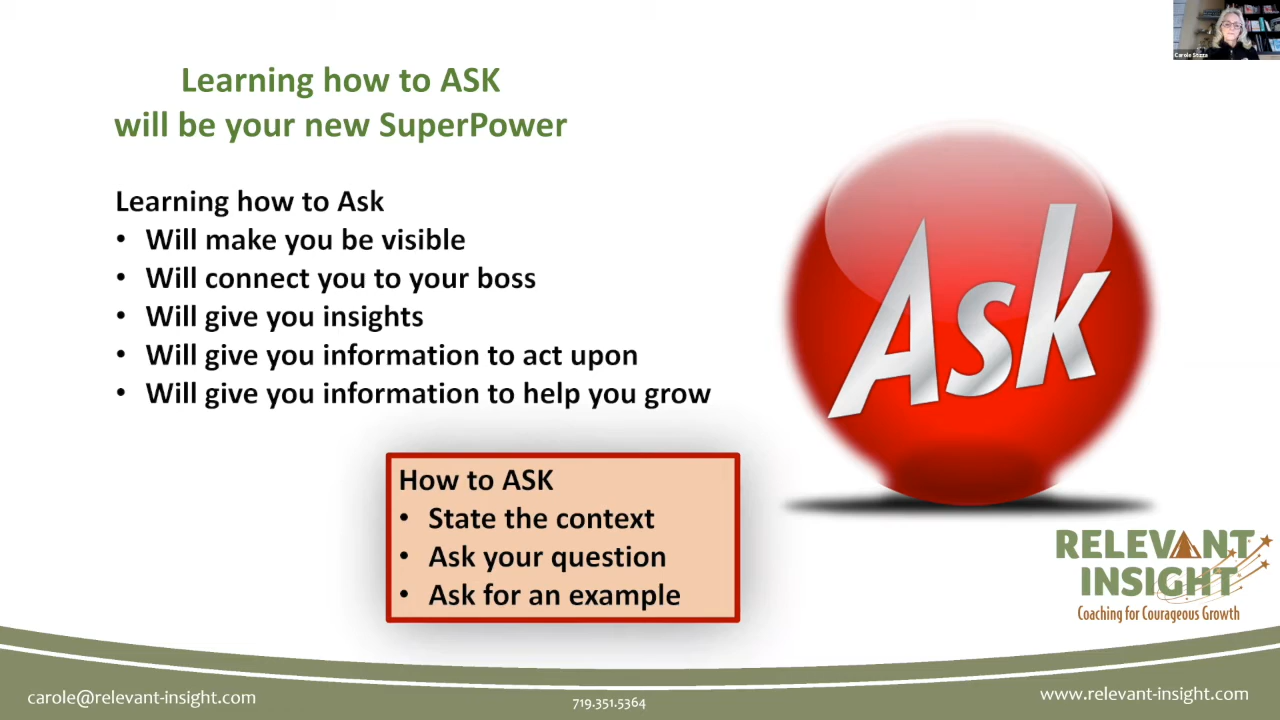 Carole Stizza
Learning how to ASK
will be your new SuperPower
Learning how to Ask
• Will make you be visible
• Will connect you to your boss
• Will give you insights
• Will give you information to act upon
• Will give you information to help you grow
Ask
How to ASK
• State the context
• Ask your question
• Ask for an example
RELEVANT
INSIGHT
Coaching for Courageous Growth
carole@relevant-insight.com
719.351.5364
www.relevant-insight.com